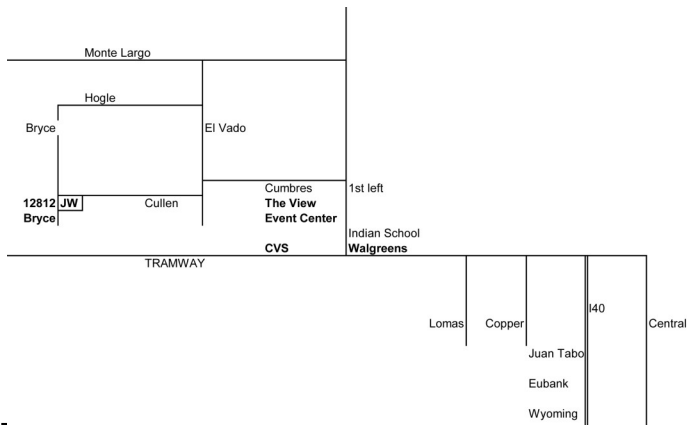 Monte Largo
Hogle
Bryce
El Vado
Cumbres
1st left
12812 JW
Cullen
The View
Bryce
Event Center
Indian School
CVS
Walgreens
TRAMWAY
I40
Lomas
Copper
Central
Juan Tabo
Eubank
Wyoming